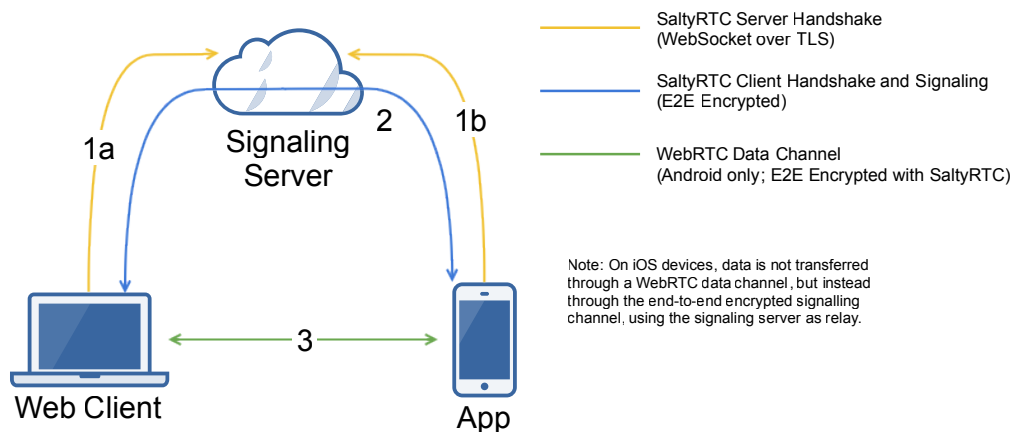 SaltyRTC Server Handshake
(WebSocket over TLS)
SaltyRTC Client Handshake and Signaling
(E2E Encrypted)
WebRTC Data Channel
(Android only; E2E Encrypted with SaltyRTC)
1a
2
1b
Signaling
Server
3
Web Client
App
Note: On iOS devices, data is not transferred
through a WebRTC data channel, but instead
through the end-to-end encrypted signalling
channel, using the signaling server as relay.